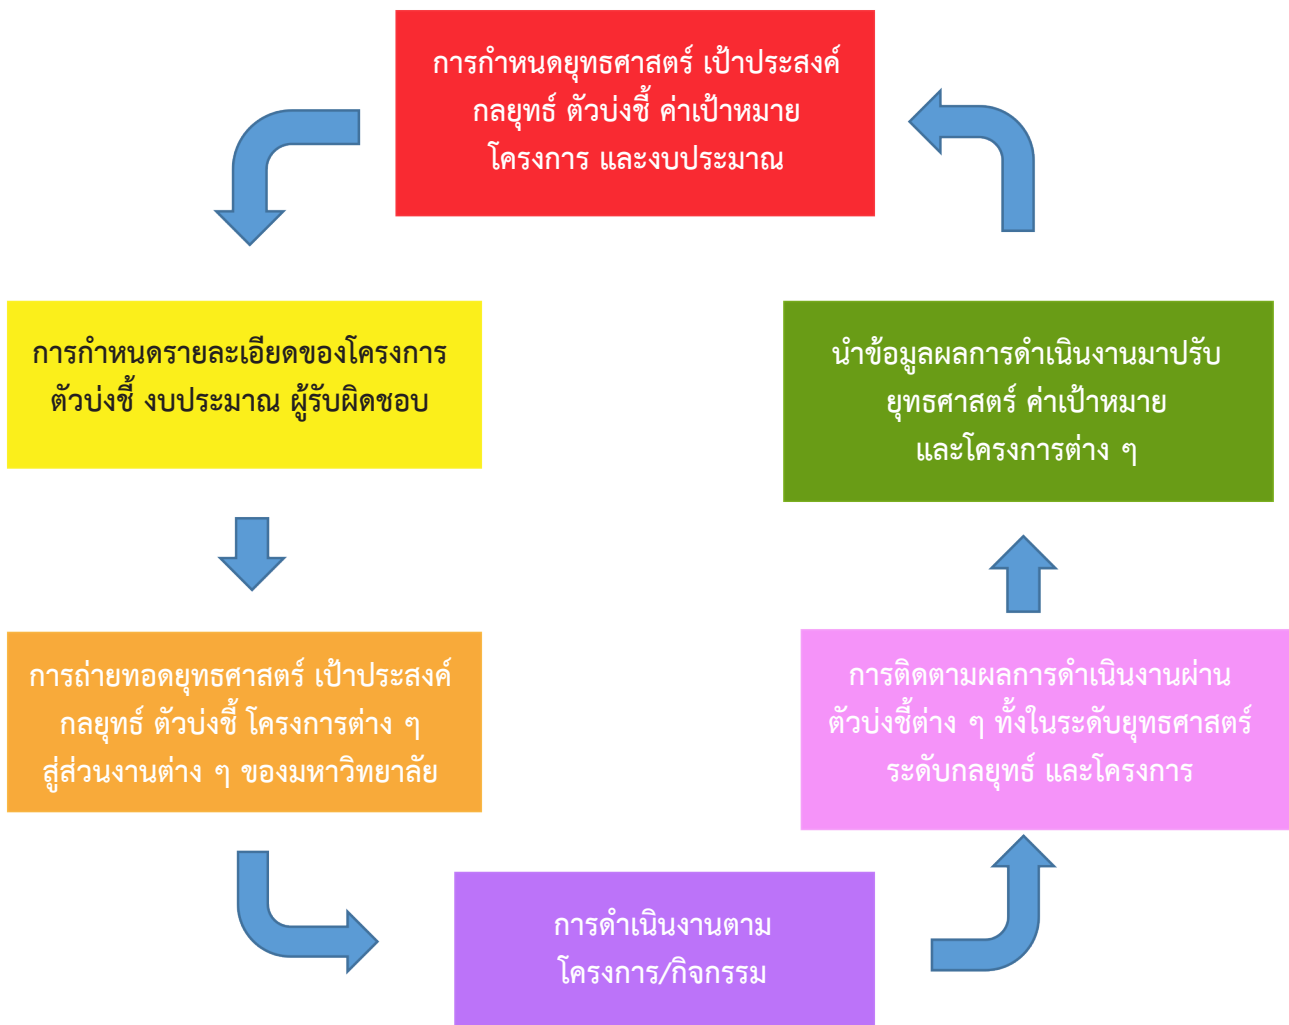 การกำหนดยุทธศาสตร์ เป้าประสงค์
กลยุทธ์ ตัวบ่งชี้ ค่าเป้าหมาย
โครงการ และงบประมาณ
การกำหนดรายละเอียดของโครงการ
ตัวบ่งชี้ งบประมาณ ผู้รับผิดชอบ
นำข้อมูลผลการดำเนินงานมาปรับ
ยุทธศาสตร์ ค่าเป้าหมาย
และโครงการต่าง ๆ
การถ่ายทอดยุทธศาสตร์ เป้าประสงค์
กลยุทธ์ ตัวบ่งชี้ โครงการต่าง ๆ
สู่ส่วนงานต่าง ๆ ของมหาวิทยาลัย
การติดตามผลการดำเนินงานผ่าน
ตัวบ่งชี้ต่าง ๆ ทั้งในระดับยุทธศาสตร์
ระดับกลยุทธ์ และโครงการ
การดำเนินงานตาม
โครงการ/กิจกรรม